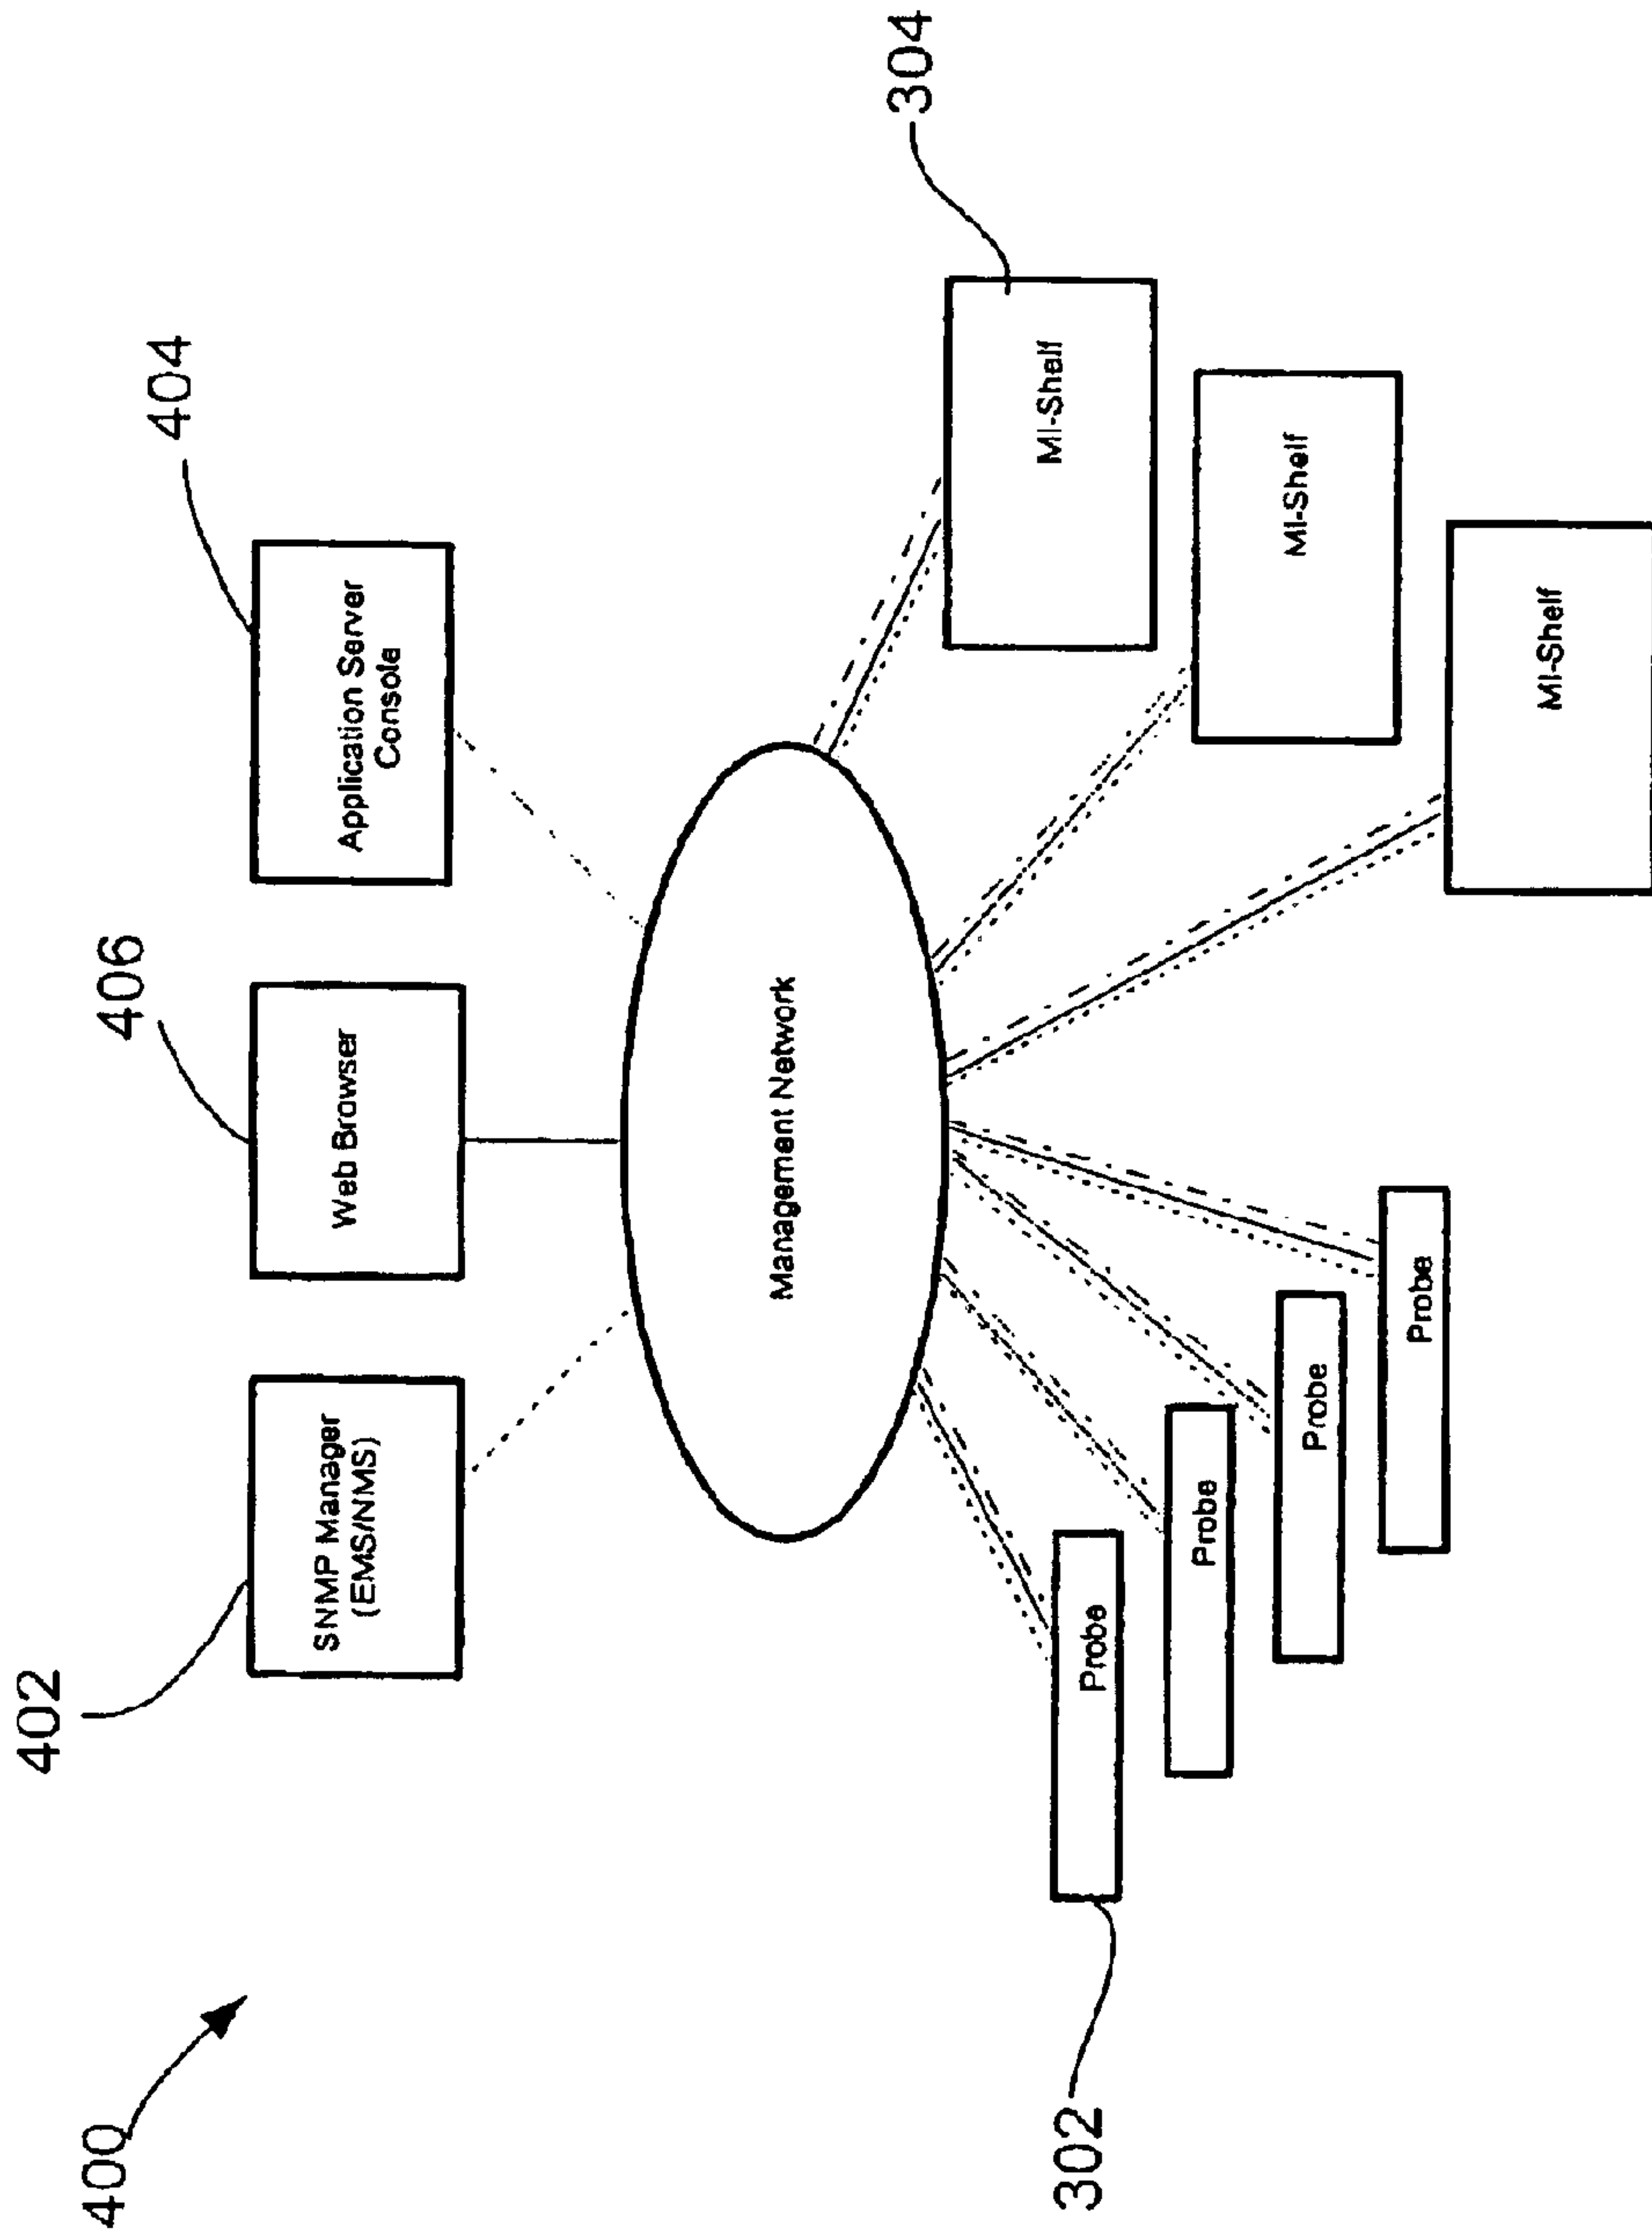 400
402
406
404
SNMP Manager
(EMS/NMS)
Web Browser
Application Server
Console
Management Network
302
304
Probe
Probe
Probe
Probe
MI-Shelf
MI-Shelf
MI-Shelf